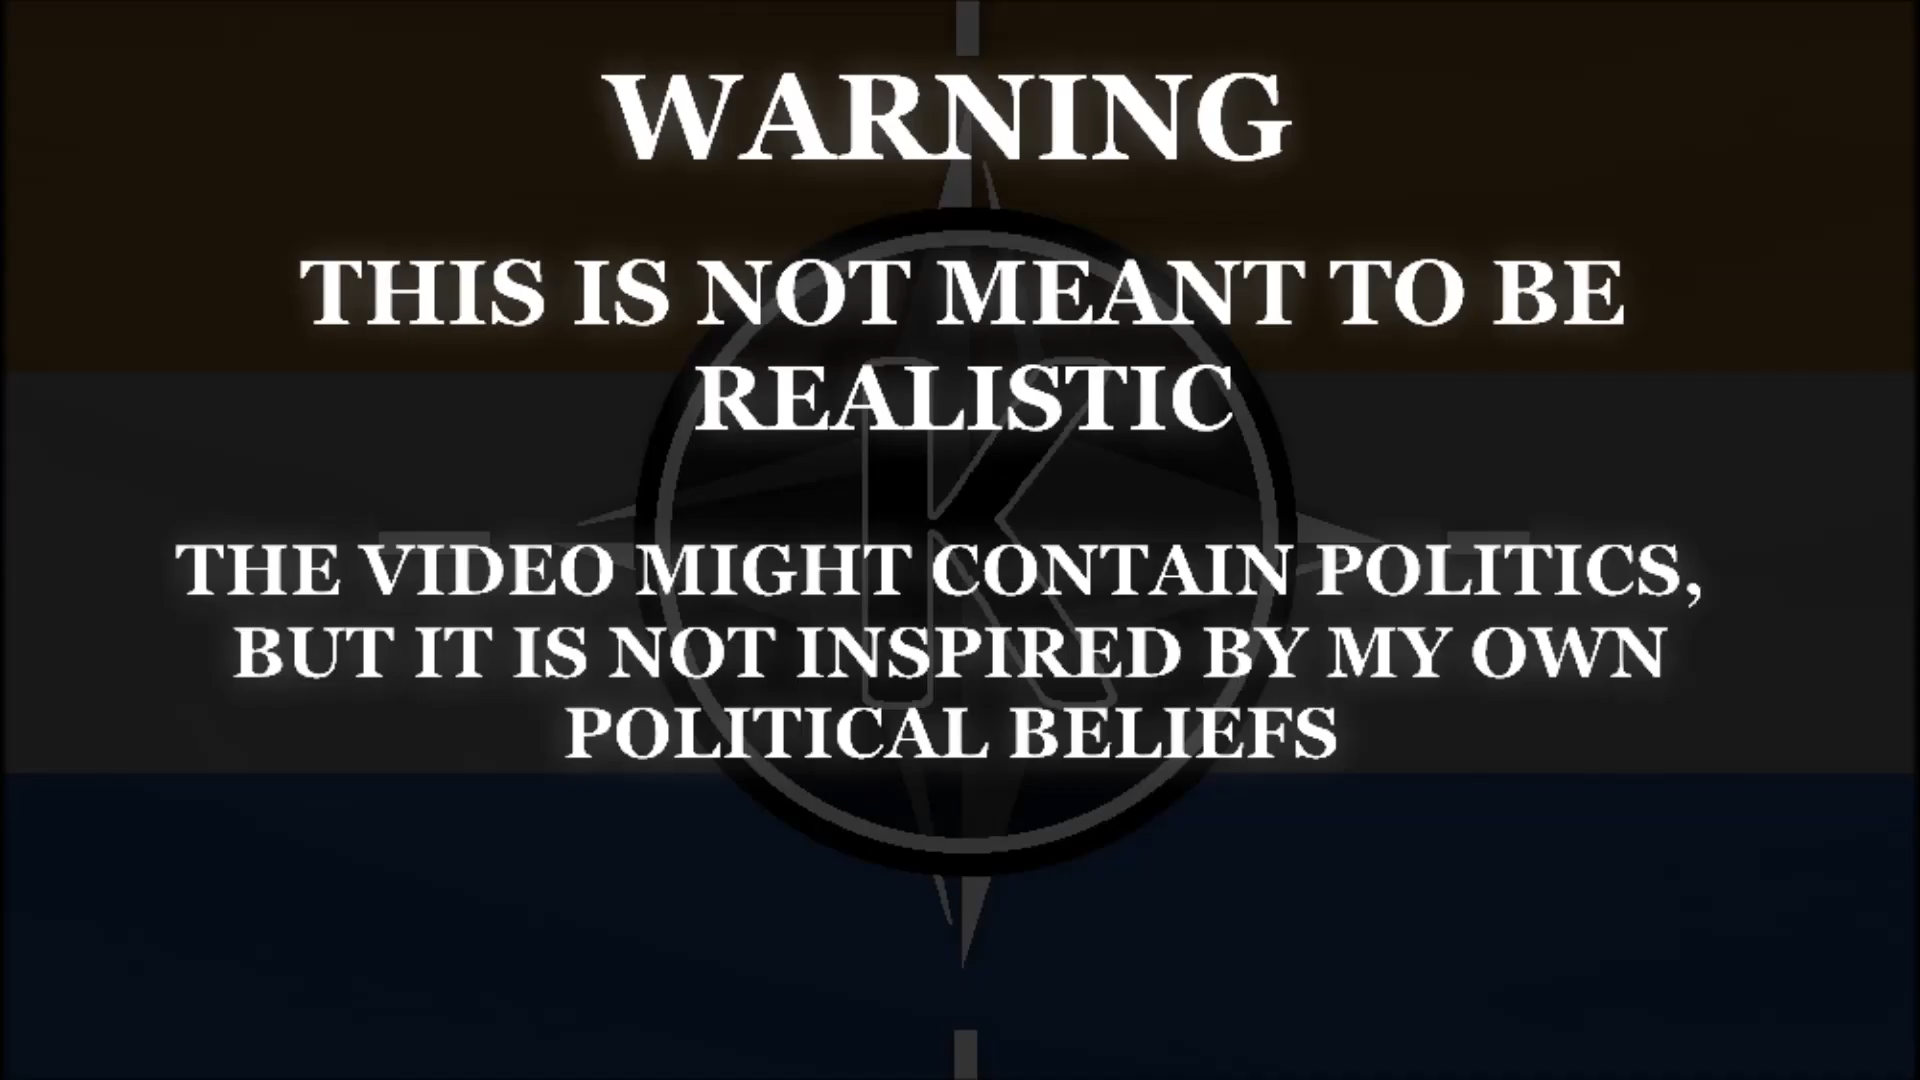 WARNING
THIS IS NOT MEANT TO BE
REALISTIC
K
THE VIDEO MIGHT CONTAIN POLITICS,
BUT IT IS NOT INSPIRED BY MY OWN
POLITICAL BELIEFS